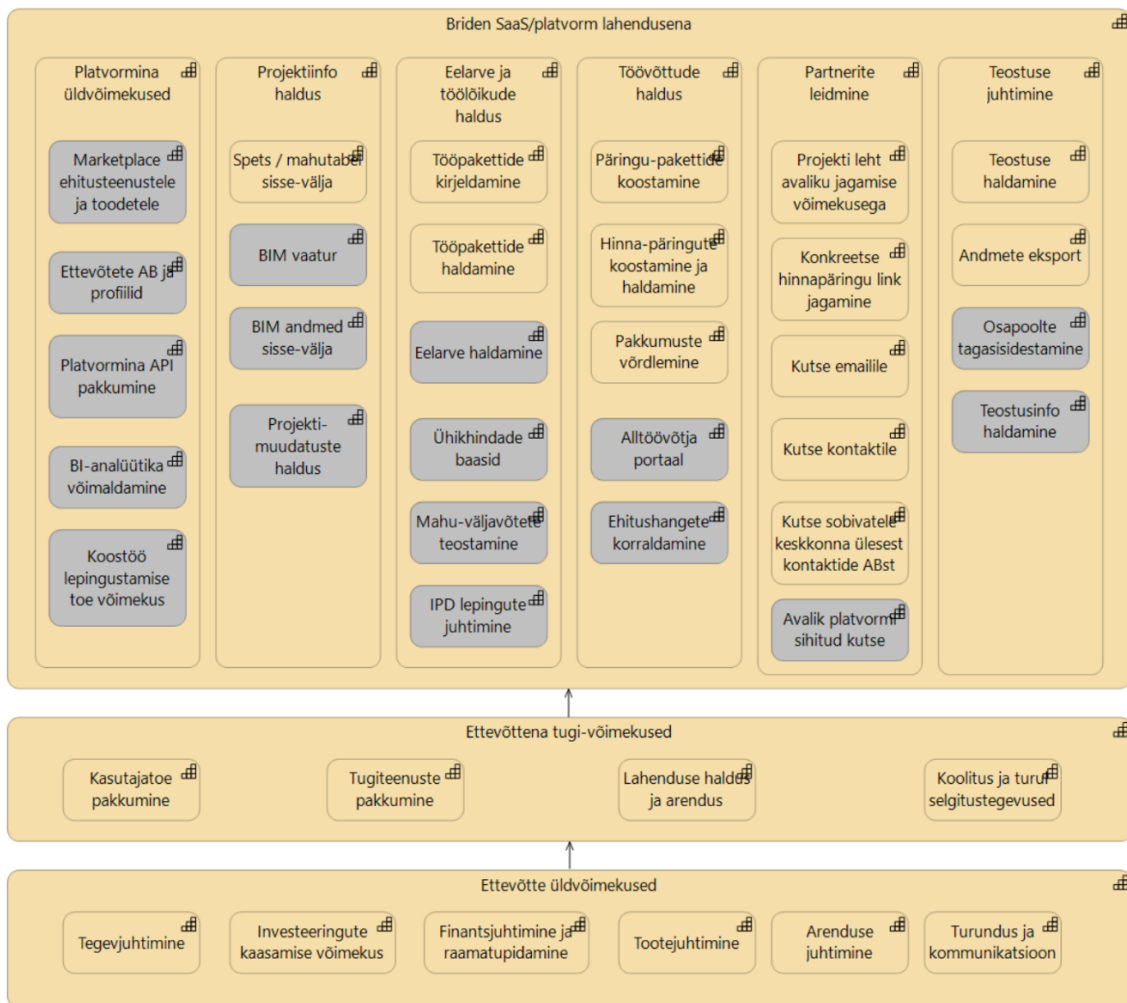 Briden SaaS/platvorm lahendusena
Platvormina
üldvõimekused
Marketplace
ehitusteenustele
ja toodetele
Ettevõtete AB ja
profiilid
Platvormina API
pakkumine
BI-analüütika
võimaldamine
Koostöö
lepingustamise
toe võimekus
Projektiinfo
haldus
Spets / mahutabel
sisse-välja
BIM vaatur
BIM andmed
sisse-välja
Projekti-
muudatuste
haldus
Eelarve ja
töölõikude
haldus
Tööpakettide
kirjeldamine
Tööpakettide
haldamine
Eelarve haldamine
Ühikhindade
baasid
Mahu-väljavõtete
teostamine
IPD lepingute
juhtimine
Töövõttude
haldus
Päringu-pakettide
koostamine
Hinna-päringute
koostamine ja
haldamine
Pakkumuste
võrdlemine
Alltöövõtja
portaal
Ehitushangete
korraldamine
Partnerite
leidmine
Projekti leht
avaliku jagamise
võimekusega
Konkreetse
hinnapäringu link
jagamine
Kutse emailile
Kutse kontaktile
Kutse sobivatele
keskkonna ülesest
kontaktide ABst
Avalik platvormi
sihitud kutse
Teostuse
juhtimine
Teostuse
haldamine
Andmete eksport
Osapoolte
tagasisidestamine
Teostusinfo
haldamine
Ettevõttena tugi-võimekused
Kasutajatoe
pakkumine
Tugiteenuste
pakkumine
Lahenduse haldus
ja arendus
Koolitus ja turul
selgitustegevused
Ettevõtte üldvõimekused
Tegevjuhtimine
Investeeringute
kaasamise võimekus
Finantsjuhtimine ja
raamatupidamine
Tootejuhtimine
Arenduse
juhtimine
Turundus ja
kommunikatsioon